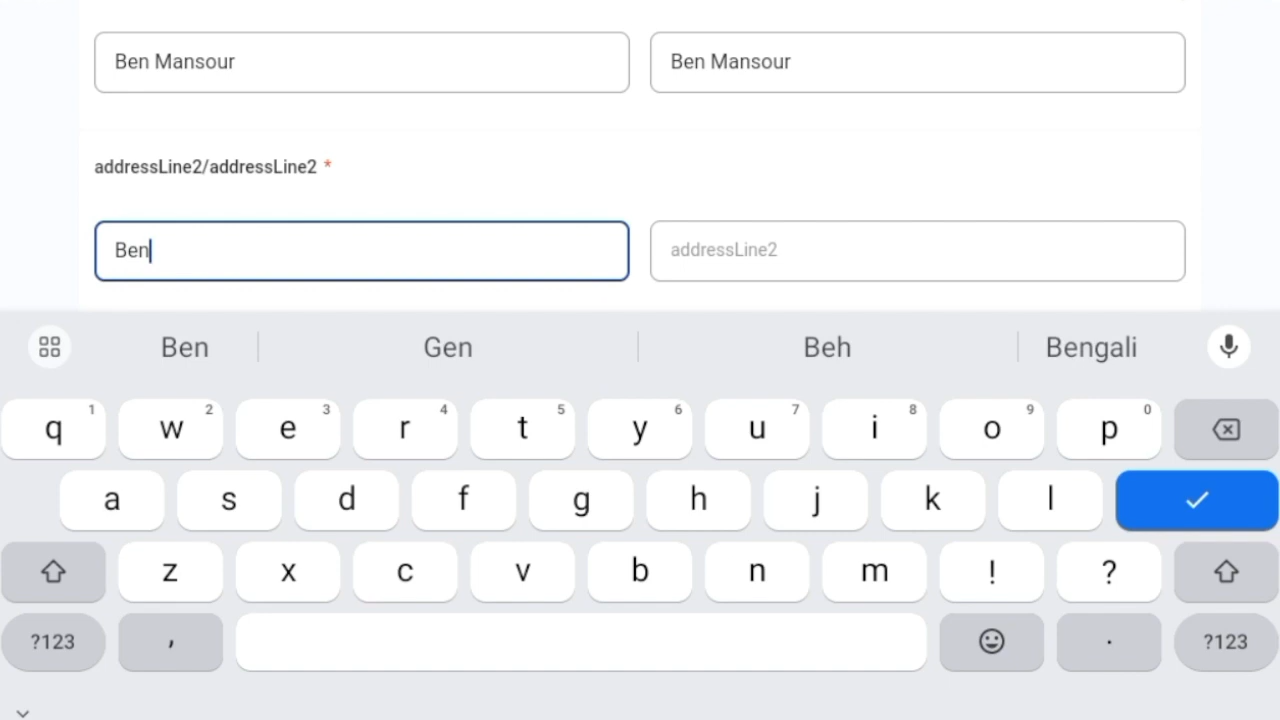 Ben Mansour
Ben Mansour
addressLine2/addressLine2 *
Ben
addressLine2
Ben
Gen
Beh
Bengali
q 1 w 2 e 3 r 4 t 5 y 6 u 7 i 8 o 9 p 0
a s d f g h j k l
z x c v b n m ! ?
?123 , . ?123